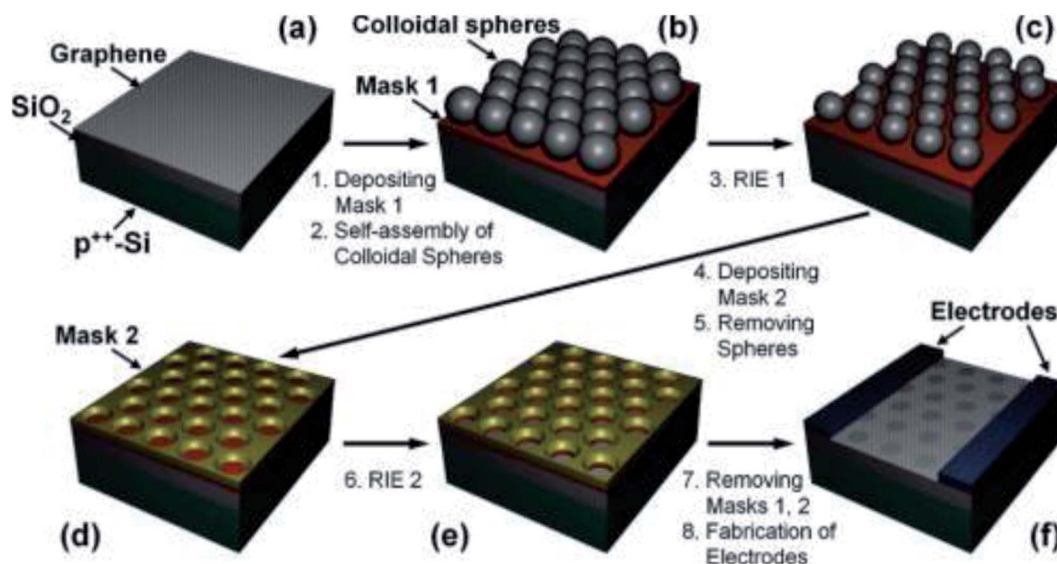 (a)
Graphene
SiO₂
p⁺⁺-Si
1. Depositing
Mask 1
2. Self-assembly of
Colloidal Spheres
Colloidal spheres
(b)
Mask 1
3. RIE 1
(c)
4. Depositing
Mask 2
5. Removing
Spheres
Mask 2
(d)
6. RIE 2
(e)
7. Removing
Masks 1, 2
8. Fabrication of
Electrodes
Electrodes
(f)